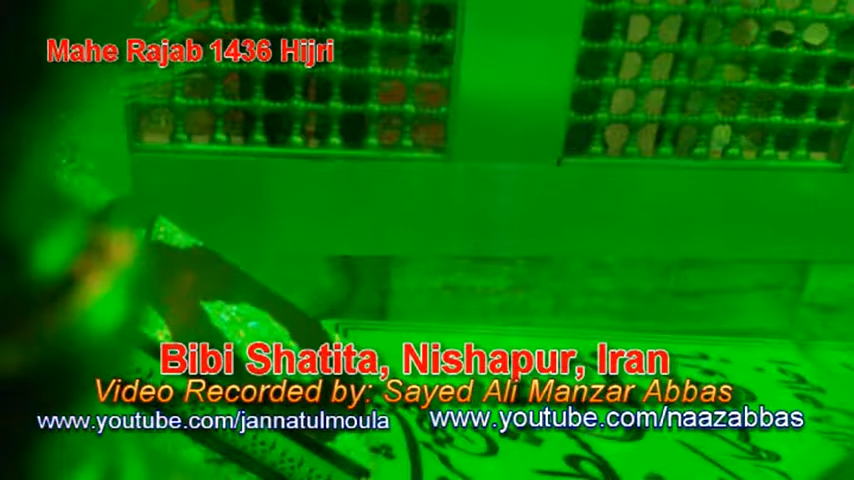 Mahe Rajab 1436 Hijri
Bibi Shatita, Nishapur, Iran
Video Recorded by: Sayed Ali Manzar Abbas
www.youtube.com/jannatulmoula www.youtube.com/naazabbas